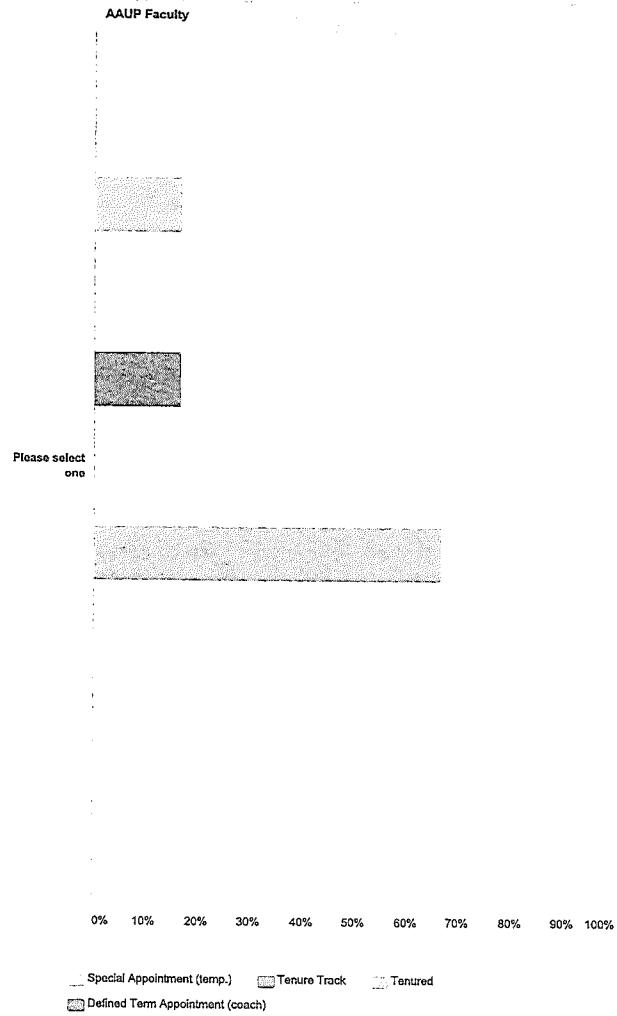 AAUP Faculty
Please select
one
0% 10% 20% 30% 40% 50% 60% 70% 80% 90% 100%
Special Appointment (temp.) Tenure Track Tenured
Defined Term Appointment (coach)